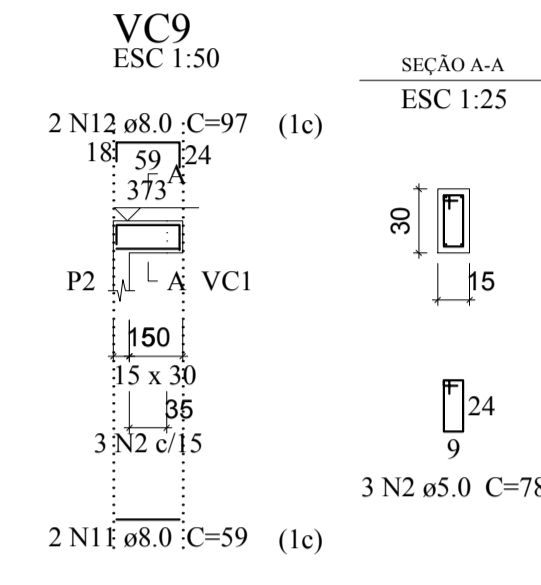 VC9
ESC 1:50
2 N12 ø8.0 C=97 (1c)
18 59 24
A
373
P2 A VC1
150
15 x 30
35
3 N2 c/15
2 N11 ø8.0 C=59 (1c)
SEÇÃO A-A
ESC 1:25
30
15
24
9
3 N2 ø5.0 C=78